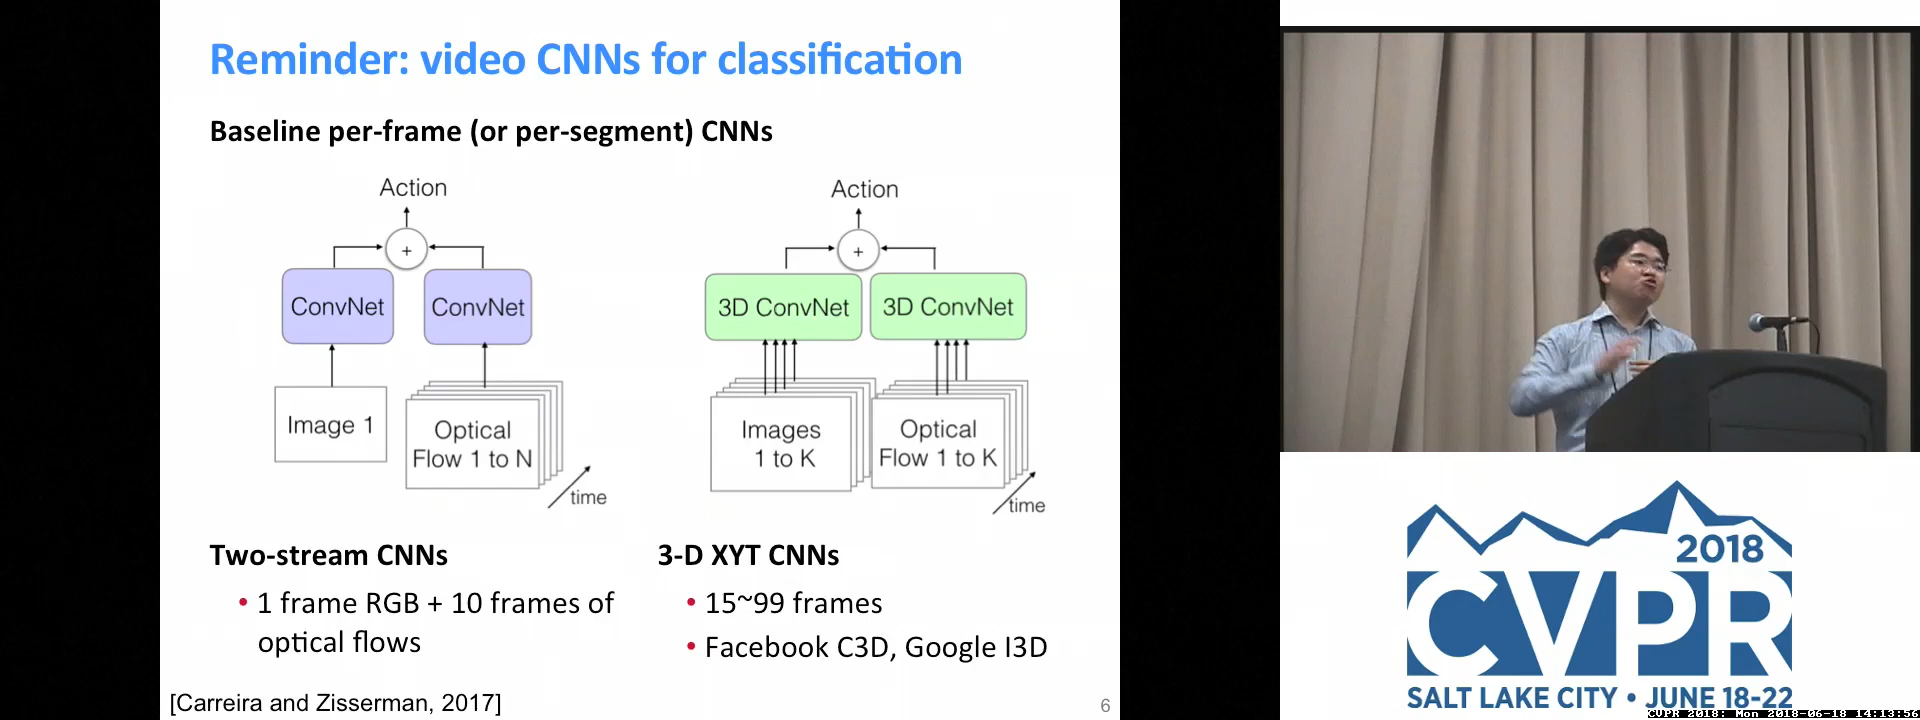 Reminder: video CNNs for classification
Baseline per-frame (or per-segment) CNNs
Action
+
ConvNet
ConvNet
Image 1
Optical
Flow 1 to N
time
Action
+
3D ConvNet
3D ConvNet
Images
1 to K
Optical
Flow 1 to K
time
Two-stream CNNs
• 1 frame RGB + 10 frames of
optical flows
3-D XYT CNNs
• 15~99 frames
• Facebook C3D, Google I3D
[Carreira and Zisserman, 2017]
6
2018
CVPR
SALT LAKE CITY • JUNE 18-22
CVPR 2018: Mon 2018-06-18 14:13:56